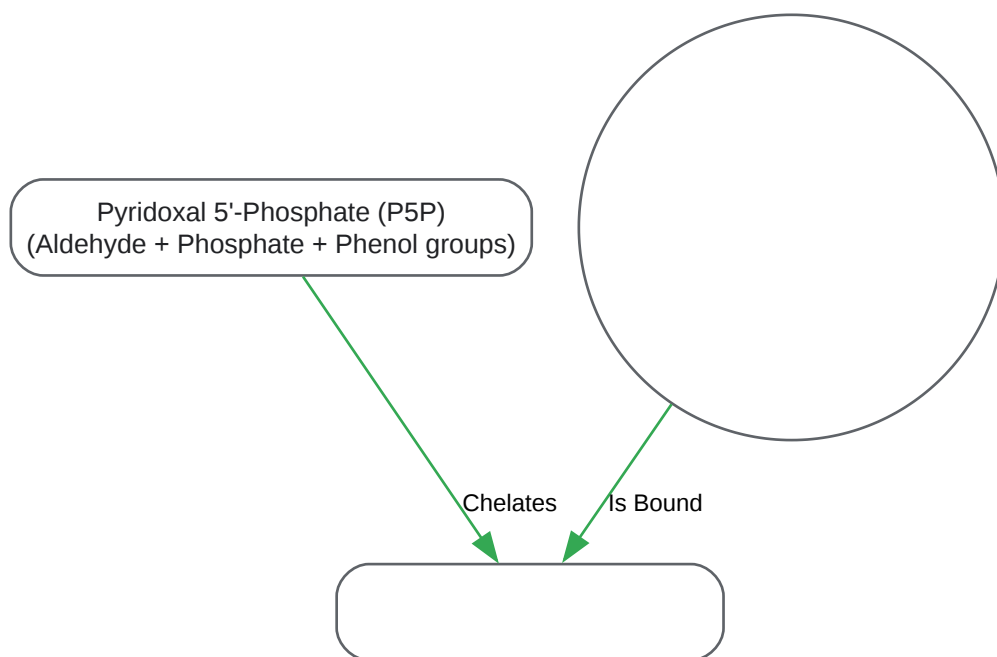 Pyridoxal 5'-Phosphate (P5P)
(Aldehyde + Phosphate + Phenol groups)
Chelates
Is Bound